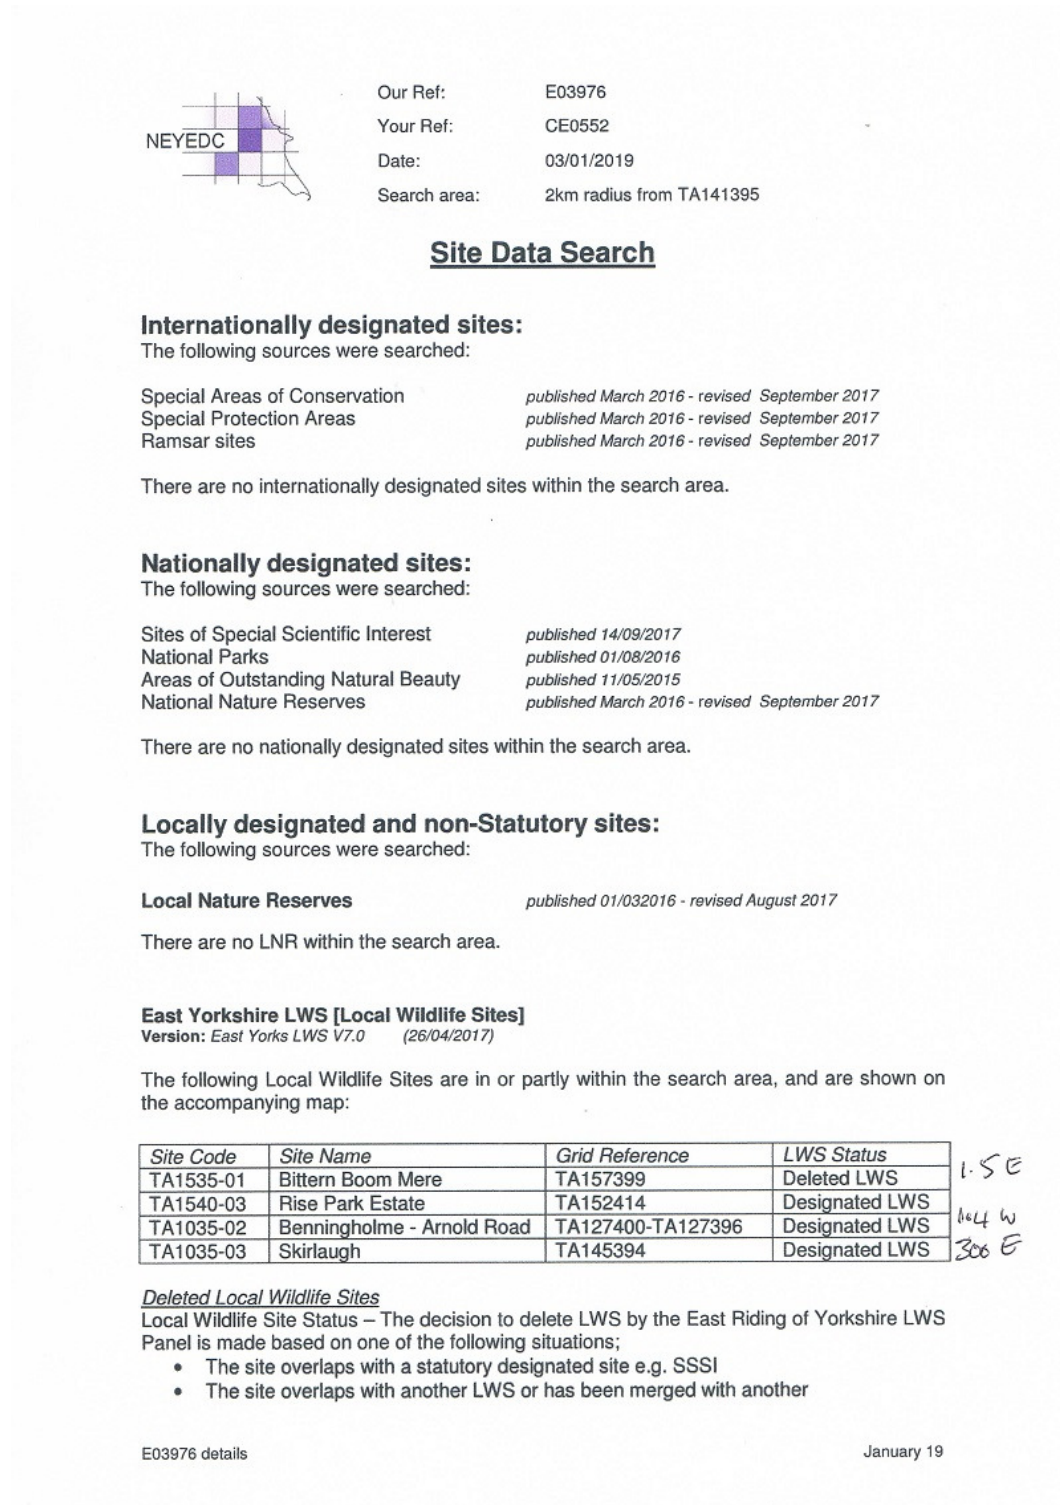 NEYEDC
Our Ref: E03976
Your Ref: CE0552
Date: 03/01/2019
Search area: 2km radius from TA141395
Site Data Search
Internationally designated sites:
The following sources were searched:
Special Areas of Conservation published March 2016 - revised September 2017
Special Protection Areas published March 2016 - revised September 2017
Ramsar sites published March 2016 - revised September 2017
There are no internationally designated sites within the search area.
Nationally designated sites:
The following sources were searched:
Sites of Special Scientific Interest published 14/09/2017
National Parks published 01/08/2016
Areas of Outstanding Natural Beauty published 11/05/2015
National Nature Reserves published March 2016 - revised September 2017
There are no nationally designated sites within the search area.
Locally designated and non-Statutory sites:
The following sources were searched:
Local Nature Reserves published 01/032016 - revised August 2017
There are no LNR within the search area.
East Yorkshire LWS [Local Wildlife Sites]
Version: East Yorks LWS V7.0 (26/04/2017)
The following Local Wildlife Sites are in or partly within the search area, and are shown on
the accompanying map:
Site Code Site Name Grid Reference LWS Status
TA1535-01 Bittern Boom Mere TA157399 Deleted LWS 1.5 E
TA1540-03 Rise Park Estate TA152414 Designated LWS
TA1035-02 Benningholme - Arnold Road TA127400-TA127396 Designated LWS W
TA1035-03 Skirlaugh TA145394 Designated LWS 300 E
Deleted Local Wildlife Sites
Local Wildlife Site Status – The decision to delete LWS by the East Riding of Yorkshire LWS
Panel is made based on one of the following situations;
• The site overlaps with a statutory designated site e.g. SSSI
• The site overlaps with another LWS or has been merged with another
E03976 details January 19